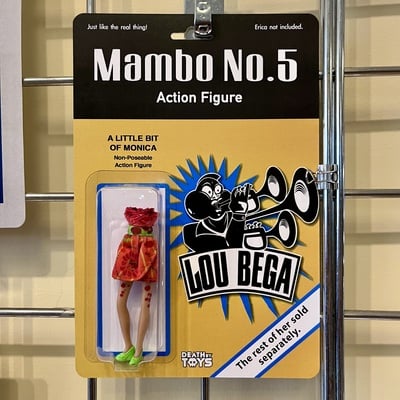 Just like the real thing!
Erica not included.
Mambo No.5
Action Figure
A LITTLE BIT
OF MONICA
Non-Poseable
Action Figure
LOU BEGA
DEATH BY
TOYS
The rest of her sold
separately.